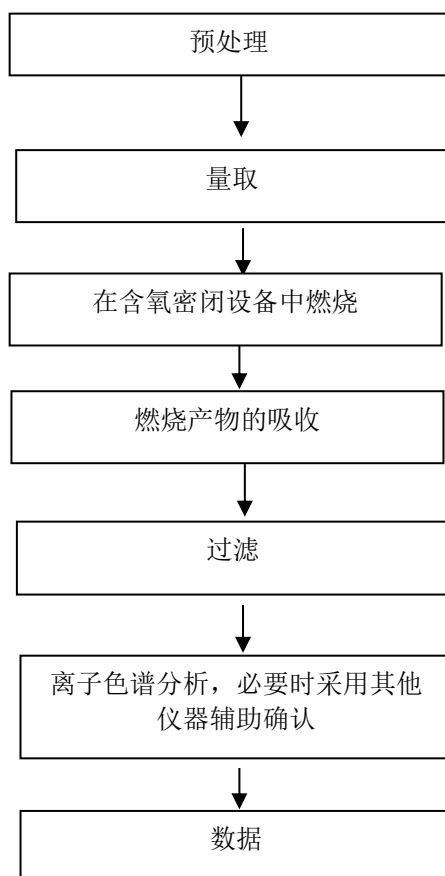 预处理
量取
在含氧密闭设备中燃烧
燃烧产物的吸收
过滤
离子色谱分析，必要时采用其他
仪器辅助确认
数据